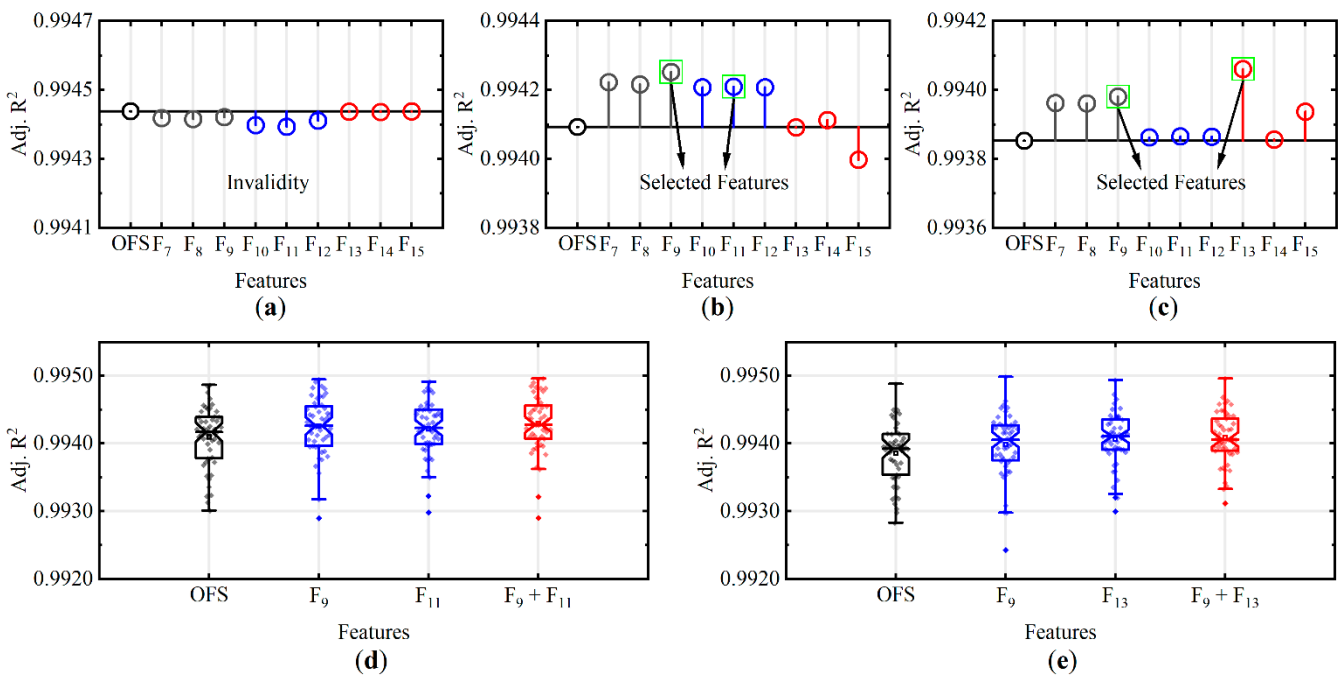 0.9947
0.9945
0.9943
0.9941
Adj. R²
Invalidity
OFS F₇ F₈ F₉ F₁₀ F₁₁ F₁₂ F₁₃ F₁₄ F₁₅
Features
(a)
0.9944
0.9942
0.9940
0.9938
Adj. R²
Selected Features
OFS F₇ F₈ F₉ F₁₀ F₁₁ F₁₂ F₁₃ F₁₄ F₁₅
Features
(b)
0.9942
0.9940
0.9938
0.9936
Adj. R²
Selected Features
OFS F₇ F₈ F₉ F₁₀ F₁₁ F₁₂ F₁₃ F₁₄ F₁₅
Features
(c)
0.9950
0.9940
0.9930
0.9920
Adj. R²
OFS F₉ F₁₁ F₉ + F₁₁
Features
(d)
0.9950
0.9940
0.9930
0.9920
Adj. R²
OFS F₉ F₁₃ F₉ + F₁₃
Features
(e)